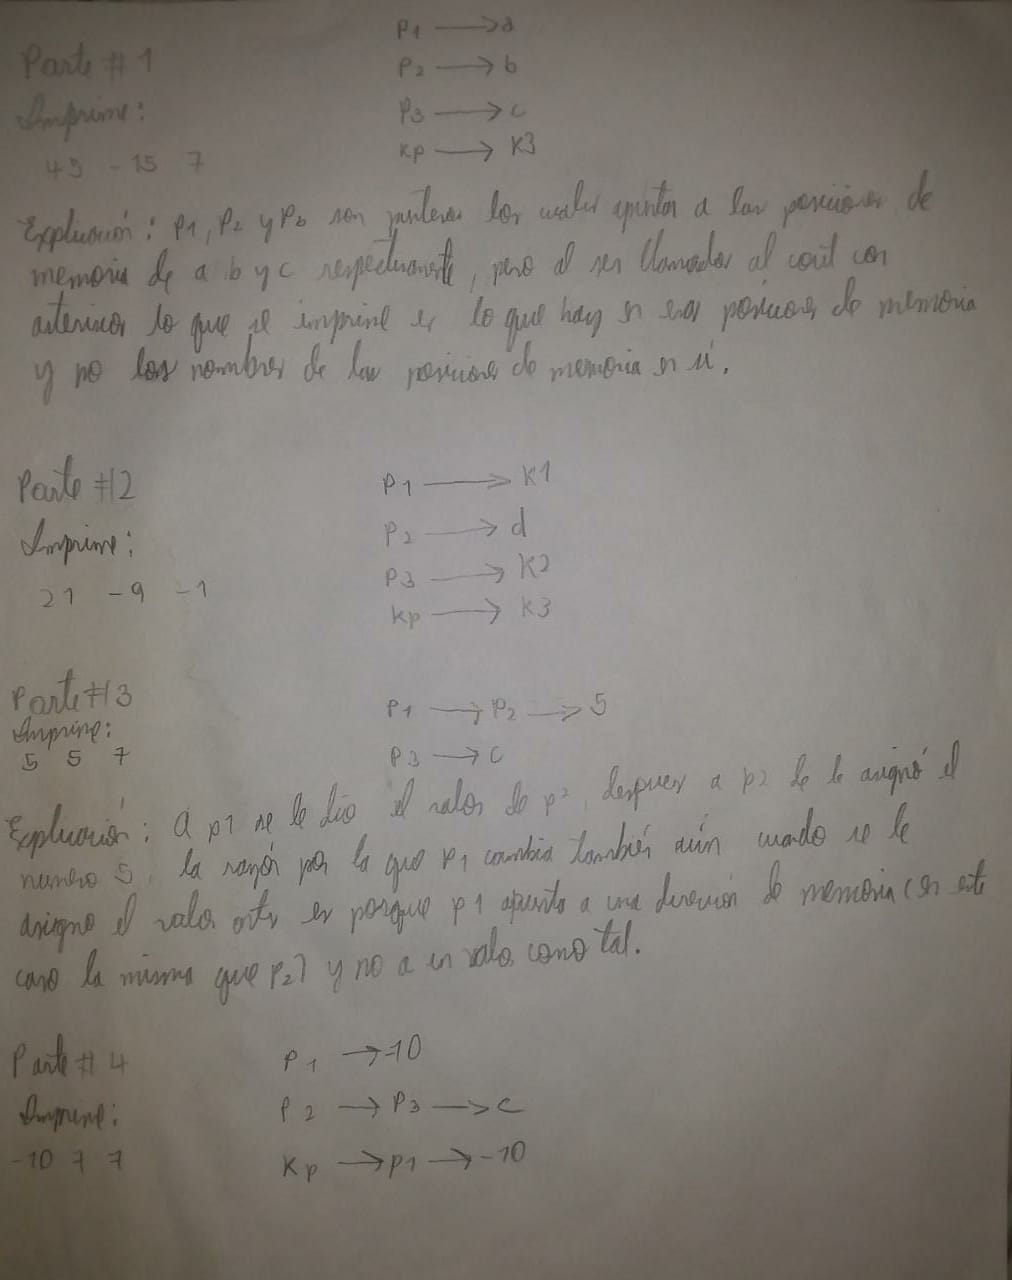 Parte # 1
P1 → a
P2 → b
P3 → c
Kp → K3
Imprime:
45 -15 7
Explicación: P1, P2 y P3 son punteros los cuales apuntan a las posiciones de
memoria de a b y c respectivamente, pero al ser llamados al cout con
asteriscos lo que se imprime es lo que hay en esas posiciones de memoria
y no los nombres de las posiciones de memoria en sí.
Parte #2
P1 → K1
P2 → d
P3 → K2
Kp → K3
Imprime:
21 -9 -1
Parte #3
P1 → P2 → 5
P3 → C
Imprime:
5 5 7
Explicación: a p1 se le dio el valor de p2, despues a p2 se le asignó el
numero 5, la razón por la que P1 cambia también aún cuando se le
asigno el valor antes es porque p1 apunta a una dirección de memoria (en este
caso la misma que P2) y no a un valor como tal.
Parte # 4
P1 → -10
P2 → P3 → C
Kp → p1 → -10
Imprime:
-10 7 7